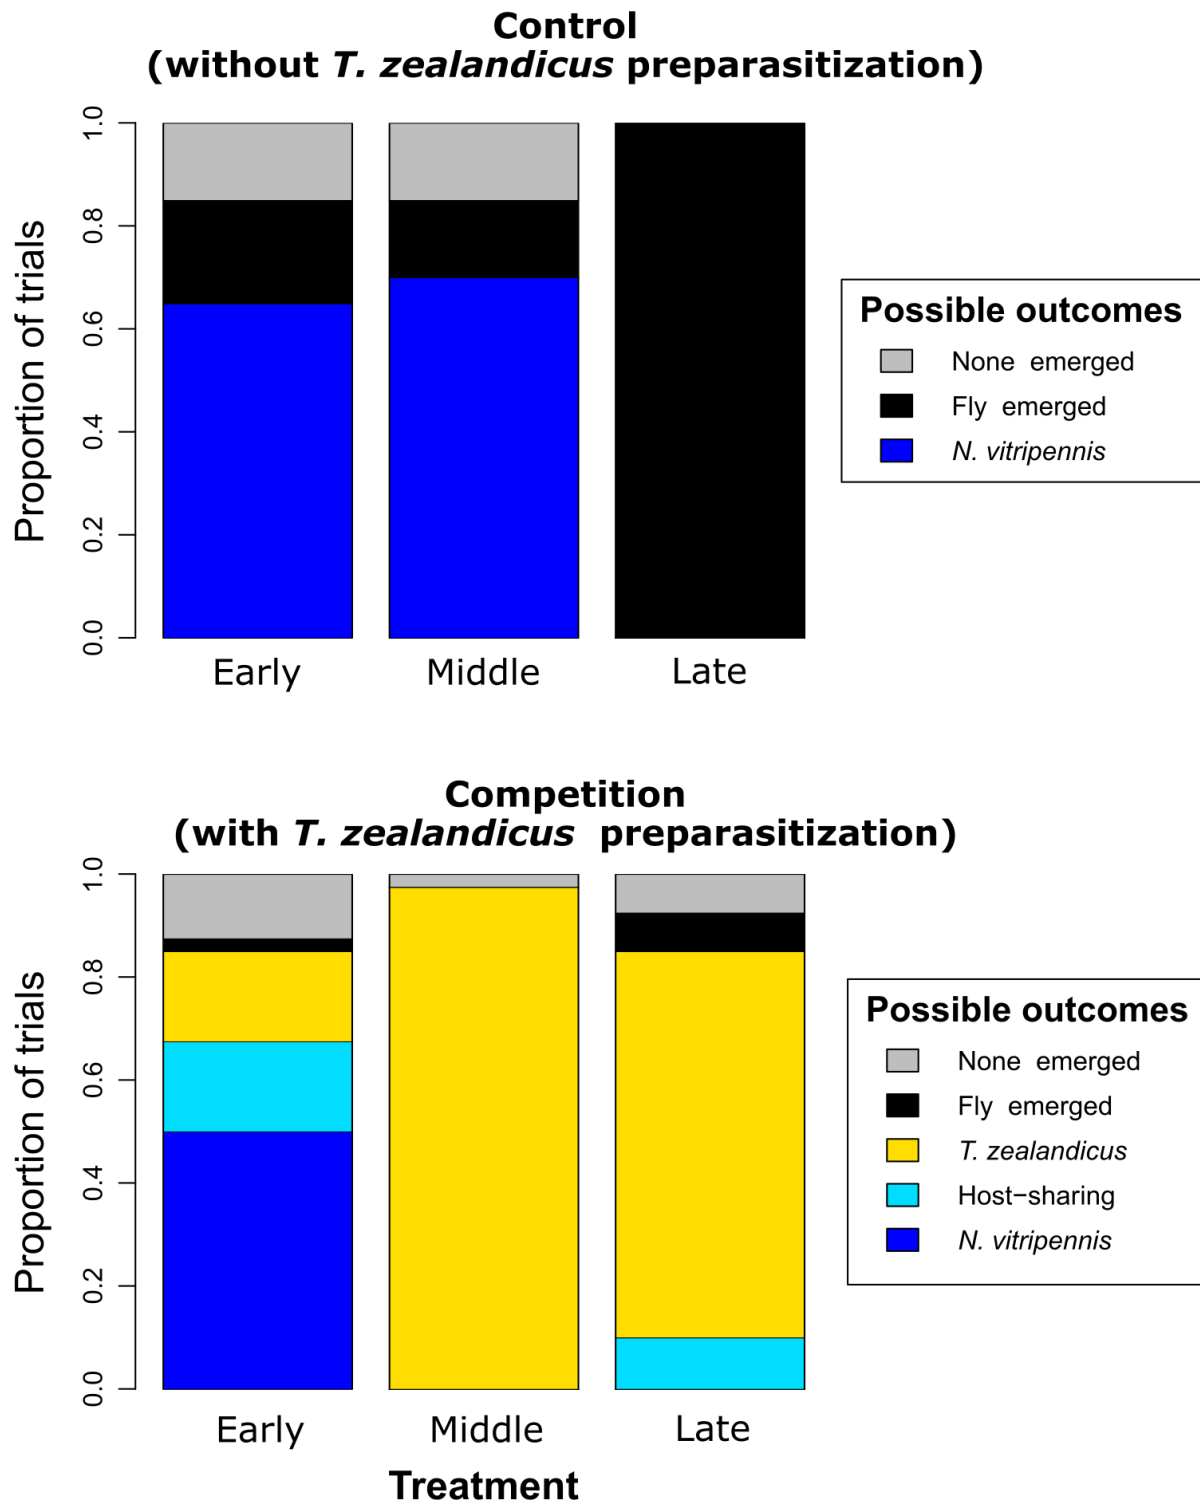 Control
(without T. zealandicus preparasitization)
Proportion of trials
1.0
0.8
0.6
0.4
0.2
0.0
Early
Middle
Late
Possible outcomes
None emerged
Fly emerged
N. vitripennis
Competition
(with T. zealandicus preparasitization)
Proportion of trials
1.0
0.8
0.6
0.4
0.2
0.0
Early
Middle
Late
Treatment
Possible outcomes
None emerged
Fly emerged
T. zealandicus
Host−sharing
N. vitripennis